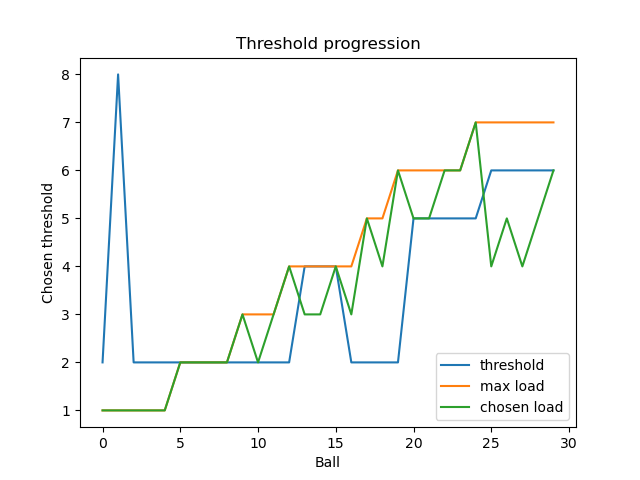 Threshold progression
8
7
6
5
4
3
2
1
Chosen threshold
0 5 10 15 20 25 30
Ball
threshold
max load
chosen load